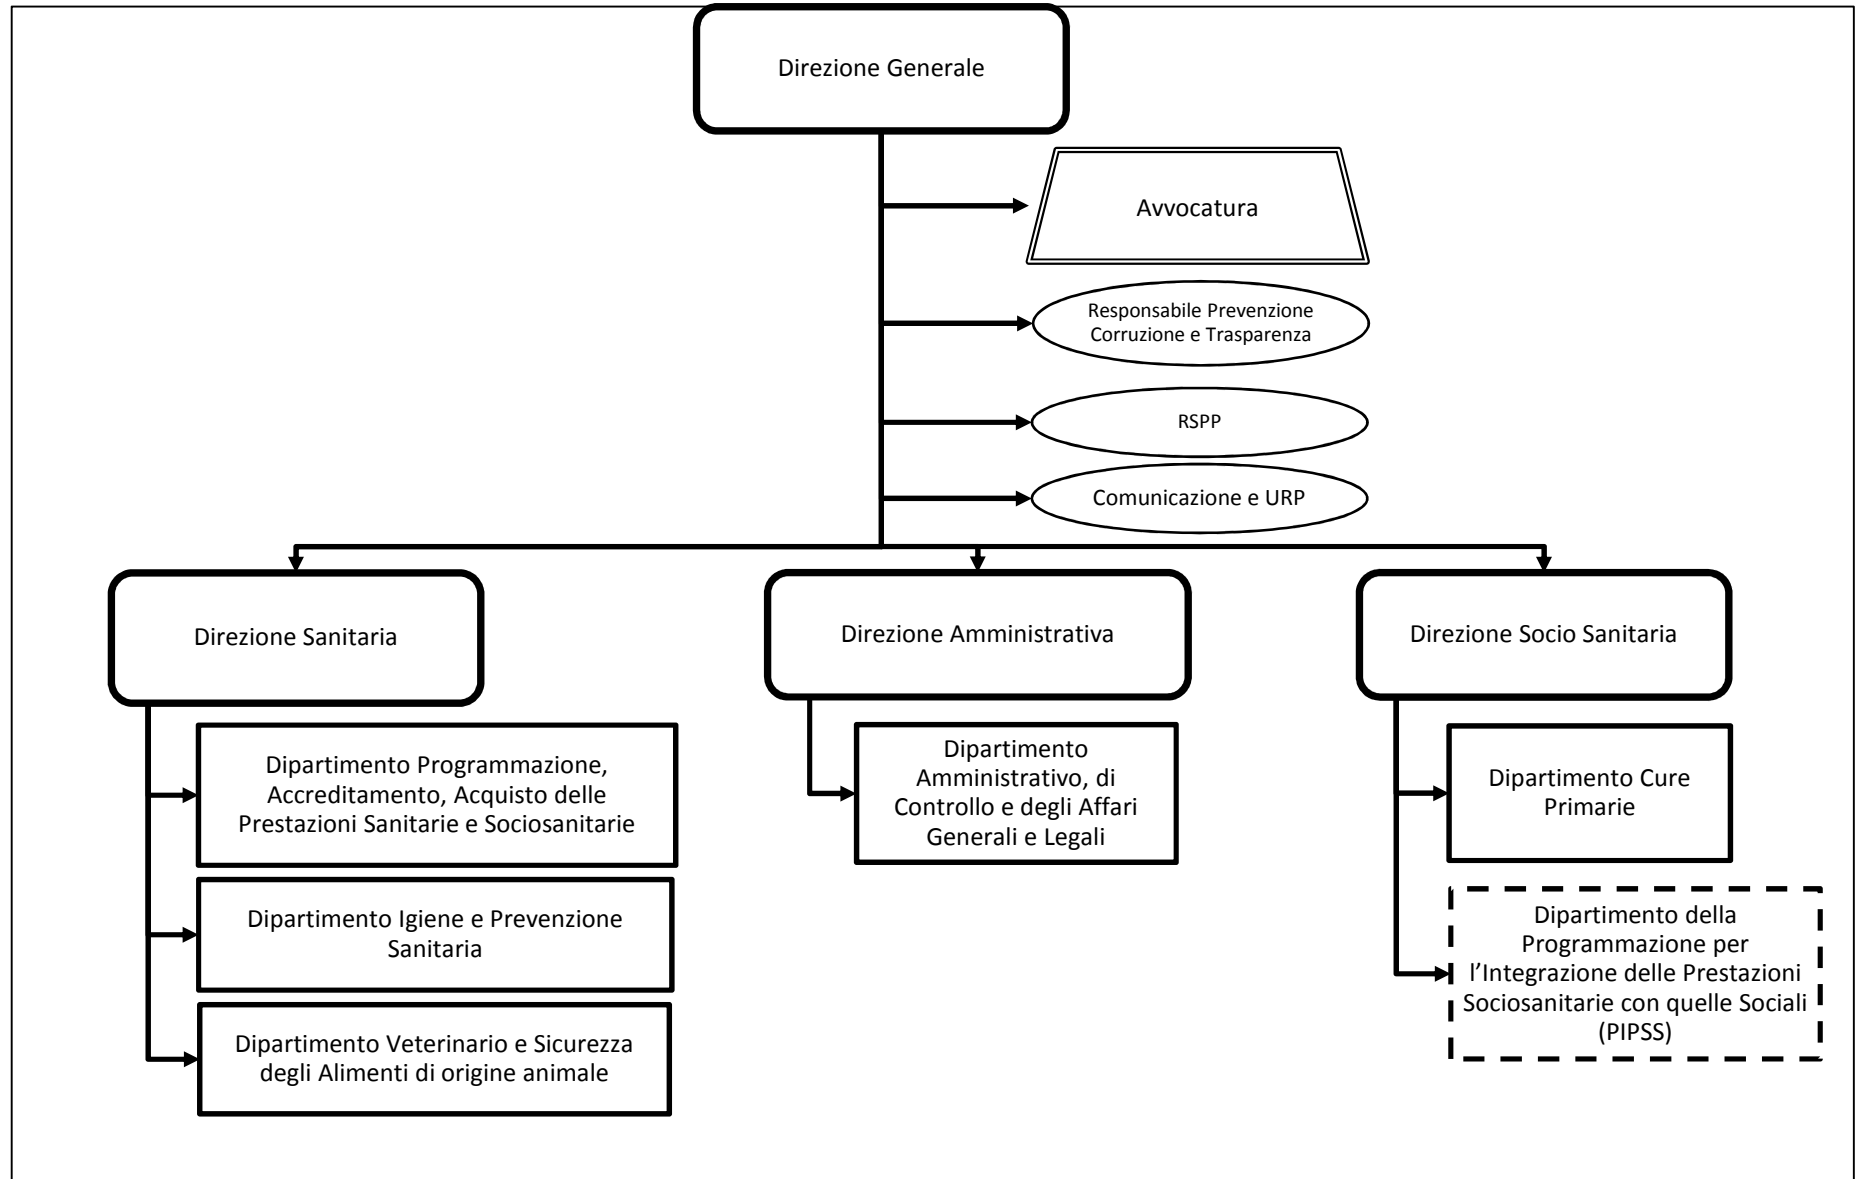 Direzione Generale
Avvocatura
Responsabile Prevenzione
Corruzione e Trasparenza
RSPP
Comunicazione e URP
Direzione Sanitaria
Direzione Amministrativa
Direzione Socio Sanitaria
Dipartimento Programmazione,
Accreditamento, Acquisto delle
Prestazioni Sanitarie e Sociosanitarie
Dipartimento Igiene e Prevenzione
Sanitaria
Dipartimento Veterinario e Sicurezza
degli Alimenti di origine animale
Dipartimento
Amministrativo, di
Controllo e degli Affari
Generali e Legali
Dipartimento Cure
Primarie
Dipartimento della
Programmazione per
l’Integrazione delle Prestazioni
Sociosanitarie con quelle Sociali
(PIPSS)